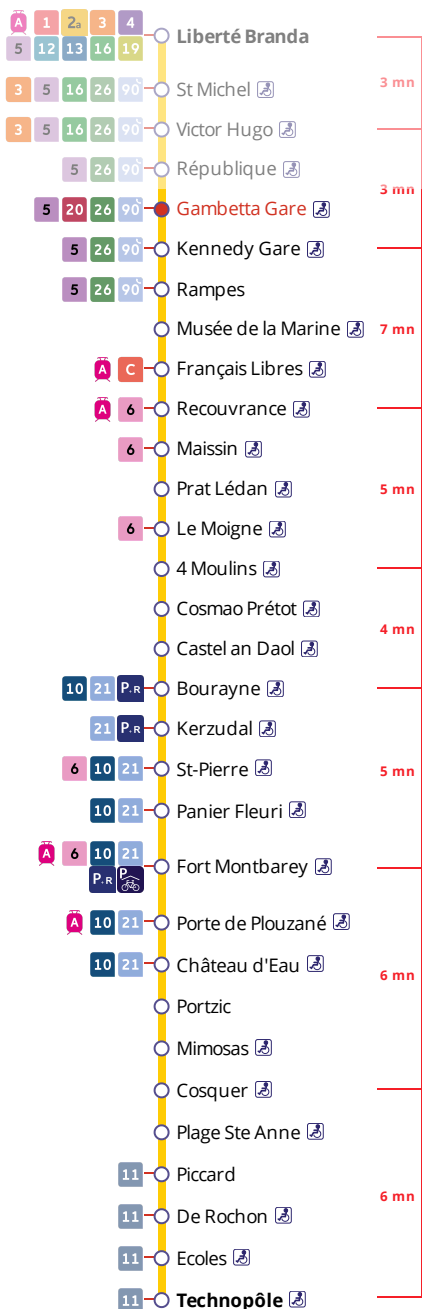 A 1 2a 3 4
5 12 13 16 19
Liberté Branda
3 mn
3 5 16 26 90 St Michel
3 5 16 26 90 Victor Hugo
5 26 90 République
3 mn
5 20 26 90 Gambetta Gare
5 26 90 Kennedy Gare
5 26 90 Rampes
Musée de la Marine 7 mn
A C Français Libres
A 6 Recouvrance
6 Maissin
Prat Lédan 5 mn
6 Le Moigne
4 Moulins
Cosmao Prétot
4 mn
Castel an Daol
10 21 P.R Bourayne
21 P.R Kerzudal
6 10 21 St-Pierre 5 mn
10 21 Panier Fleuri
A 6 10 21
P.R P
Fort Montbarey
A 10 21 Porte de Plouzané
10 21 Château d'Eau
6 mn
Portzic
Mimosas
Cosquer
Plage Ste Anne
11 Piccard
6 mn
11 De Rochon
11 Ecoles
11 Technopôle